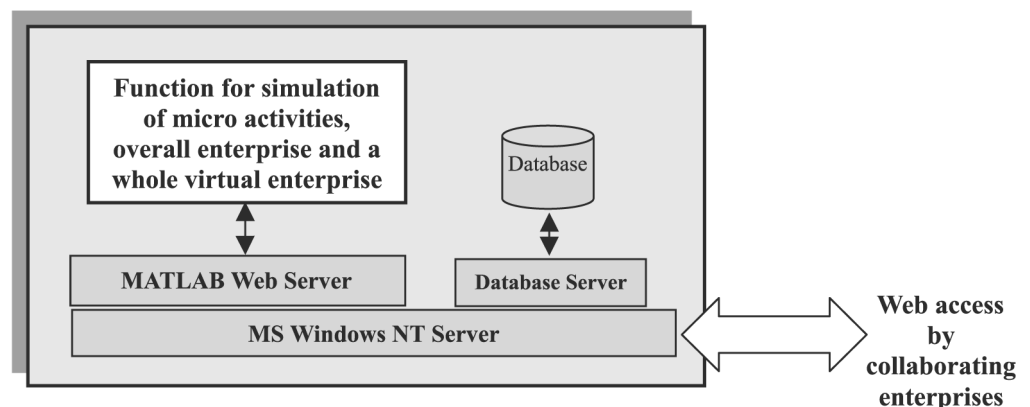 Function for simulation
of micro activities,
overall enterprise and a
whole virtual enterprise
Database
MATLAB Web Server
Database Server
MS Windows NT Server
Web access
by
collaborating
enterprises